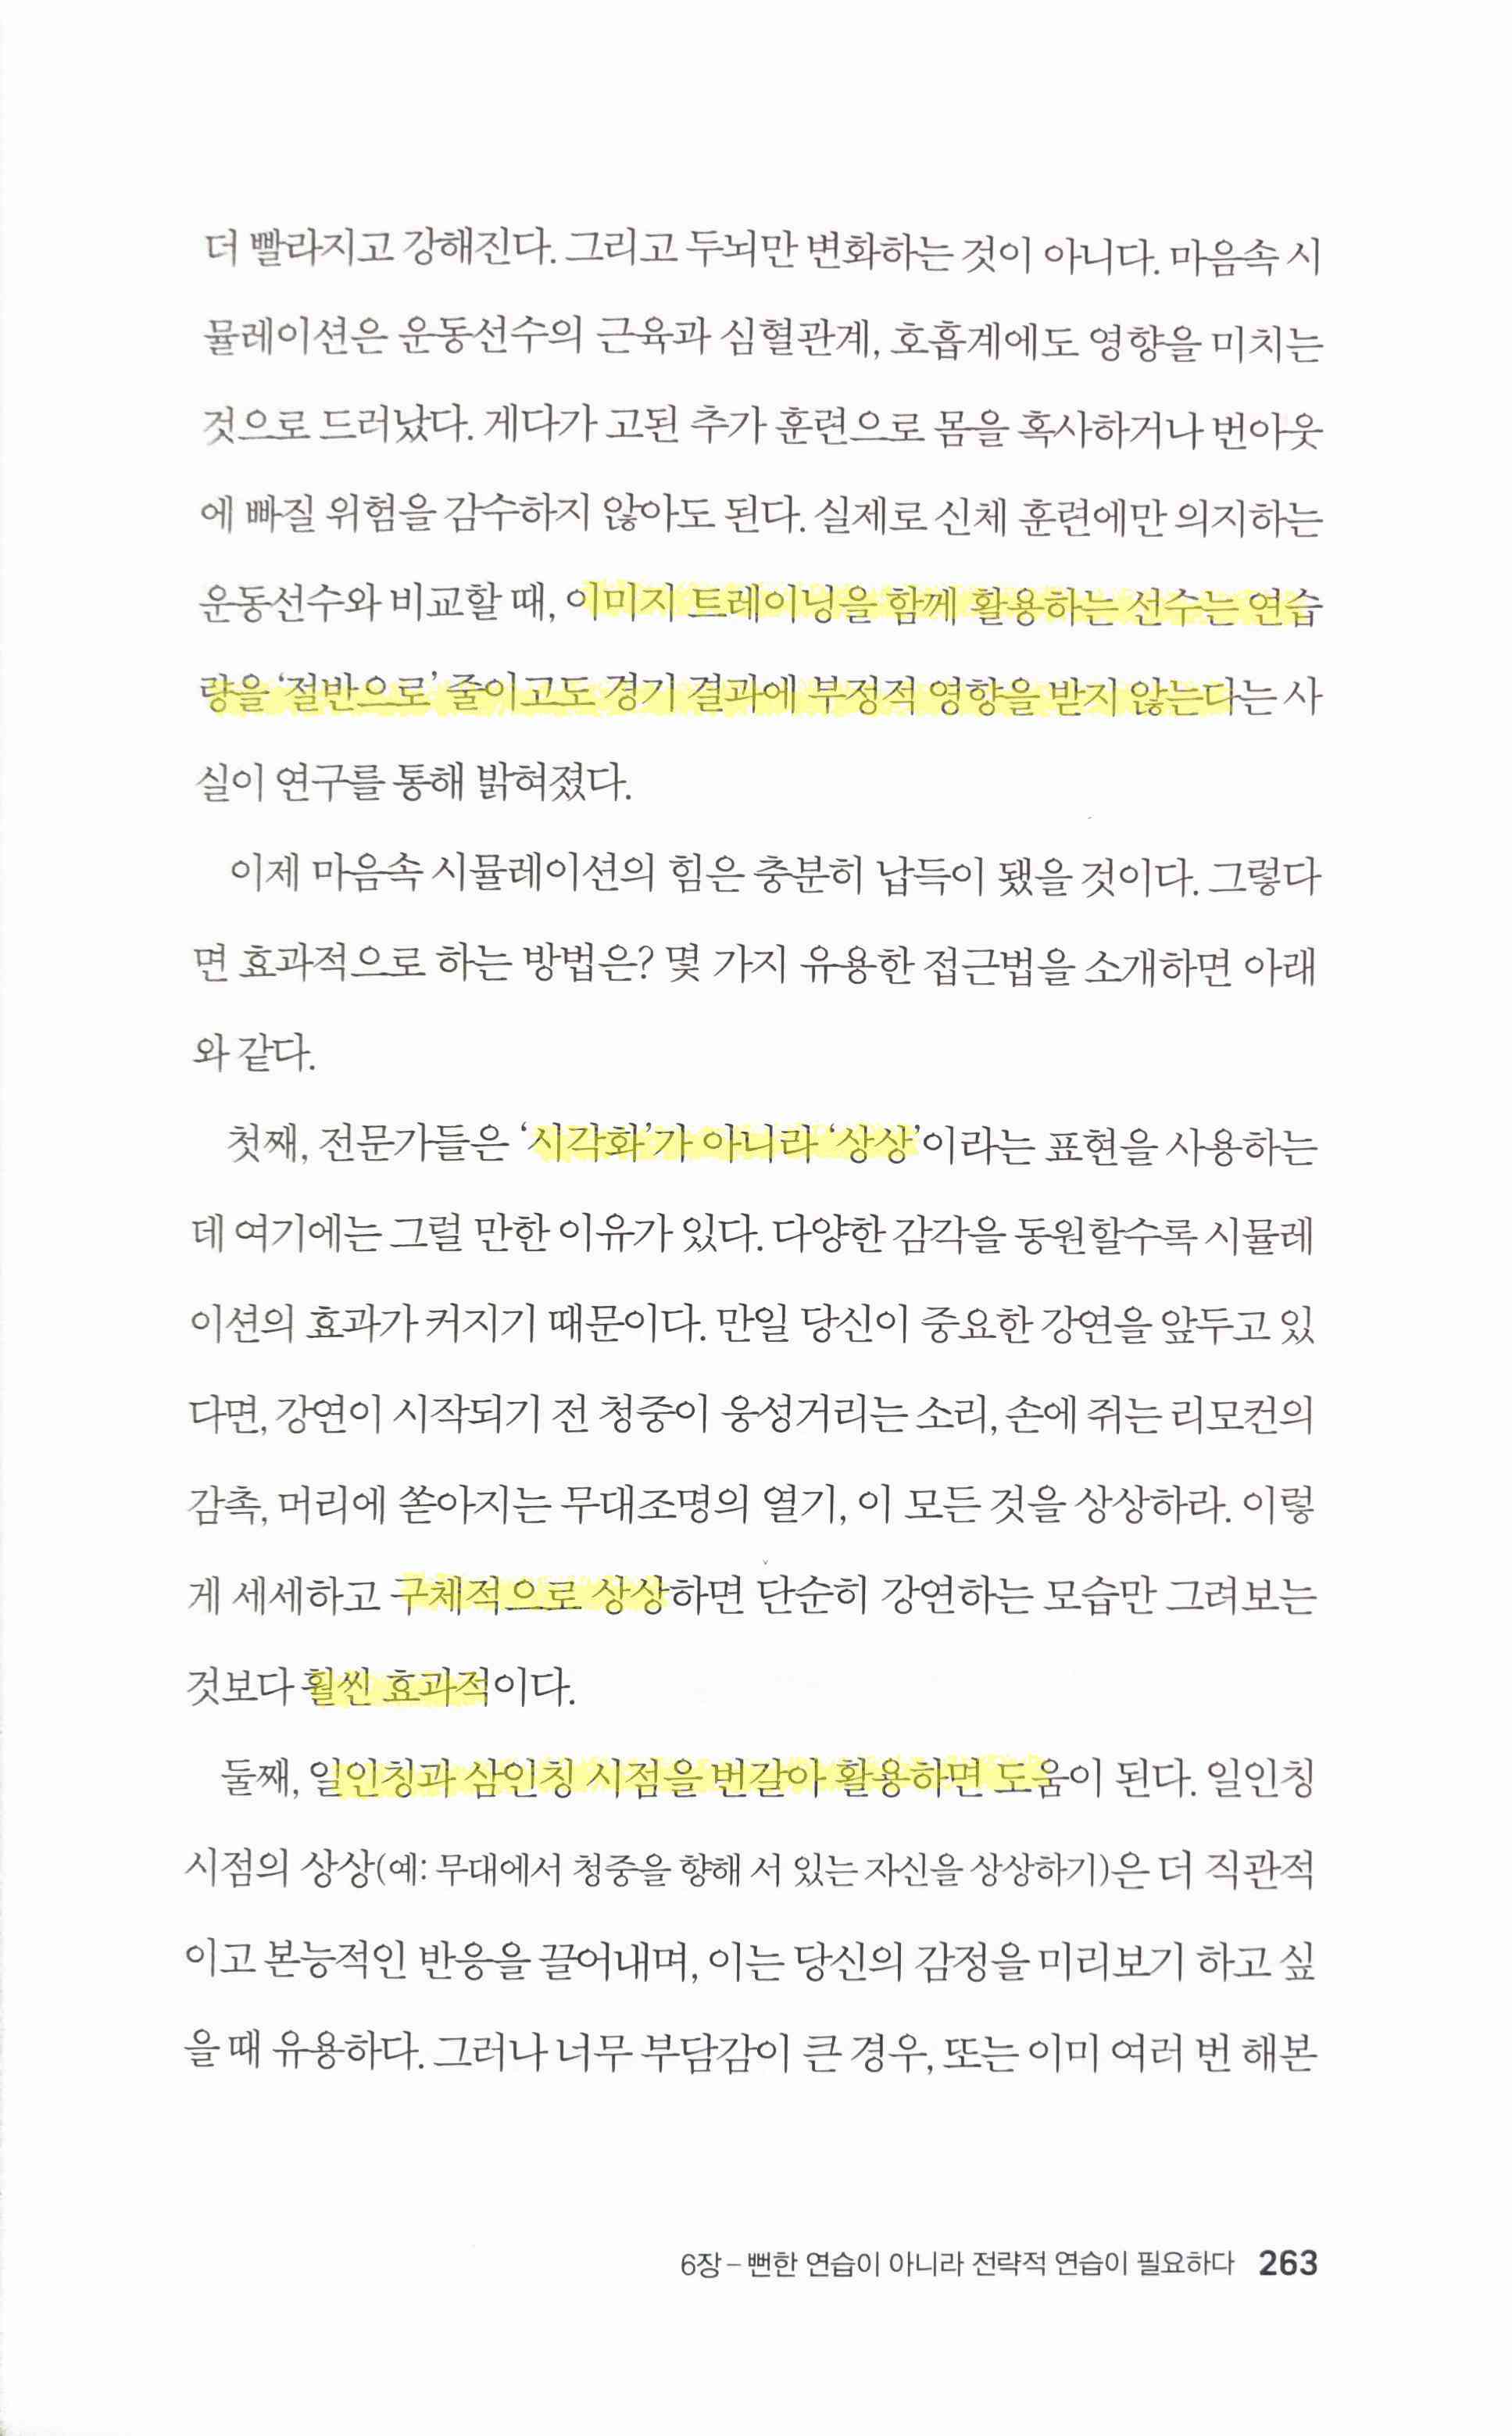 더 빨라지고 강해진다. 그리고 두뇌만 변화하는 것이 아니다. 마음속 시
뮬레이션은 운동선수의 근육과 심혈관계, 호흡계에도 영향을 미치는
것으로 드러났다. 게다가 고된 추가 훈련으로 몸을 혹사하거나 번아웃
에 빠질 위험을 감수하지 않아도 된다. 실제로 신체 훈련에만 의지하는
운동선수와 비교할 때, 이미지 트레이닝을 함께 활용하는 선수는 연습
량을 ‘절반으로’ 줄이고도 경기 결과에 부정적 영향을 받지 않는다는 사
실이 연구를 통해 밝혀졌다.
이제 마음속 시뮬레이션의 힘은 충분히 납득이 됐을 것이다. 그렇다
면 효과적으로 하는 방법은? 몇 가지 유용한 접근법을 소개하면 아래
와 같다.
첫째, 전문가들은 ‘시각화’가 아니라 ‘상상’이라는 표현을 사용하는
데 여기에는 그럴 만한 이유가 있다. 다양한 감각을 동원할수록 시뮬레
이션의 효과가 커지기 때문이다. 만일 당신이 중요한 강연을 앞두고 있
다면, 강연이 시작되기 전 청중이 웅성거리는 소리, 손에 쥐는 리모컨의
감촉, 머리에 쏟아지는 무대조명의 열기, 이 모든 것을 상상하라. 이렇
게 세세하고 구체적으로 상상하면 단순히 강연하는 모습만 그려보는
것보다 훨씬 효과적이다.
둘째, 일인칭과 삼인칭 시점을 번갈아 활용하면 도움이 된다. 일인칭
시점의 상상(예: 무대에서 청중을 향해 서 있는 자신을 상상하기)은 더 직관적
이고 본능적인 반응을 끌어내며, 이는 당신의 감정을 미리보기 하고 싶
을 때 유용하다. 그러나 너무 부담감이 큰 경우, 또는 이미 여러 번 해본
6장 – 뻔한 연습이 아니라 전략적 연습이 필요하다 263